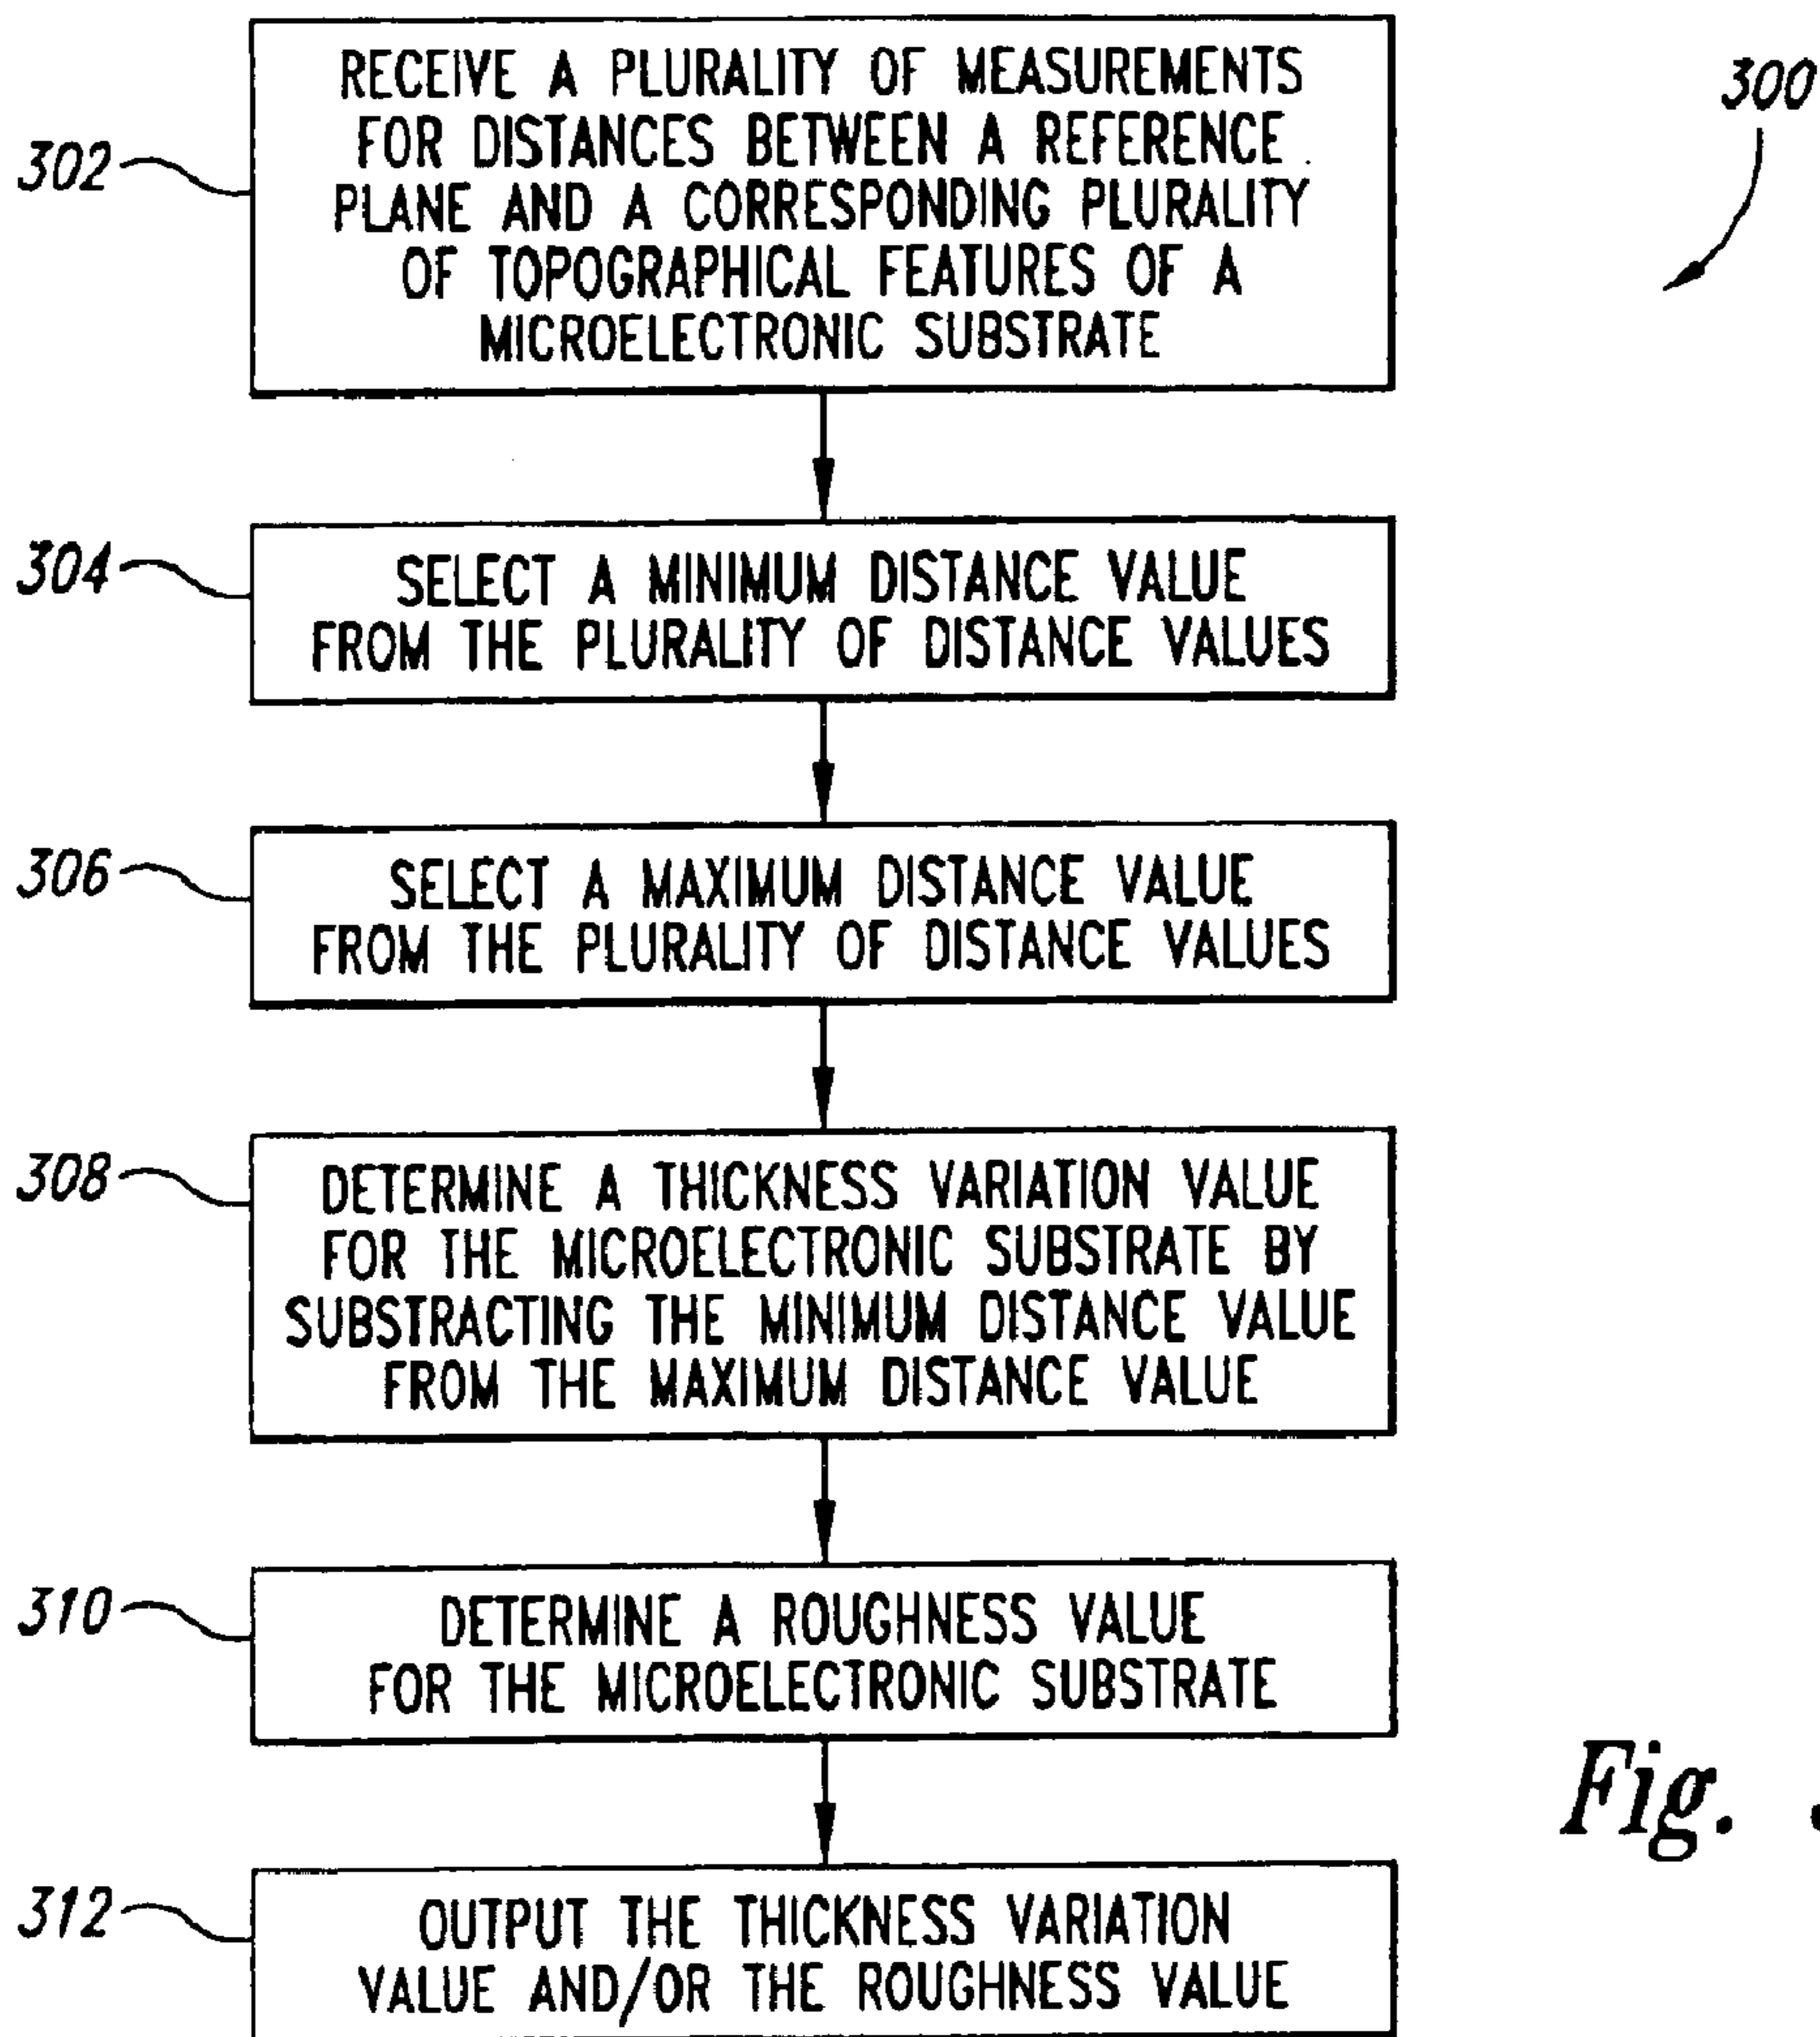 300
302
RECEIVE A PLURALITY OF MEASUREMENTS
FOR DISTANCES BETWEEN A REFERENCE
PLANE AND A CORRESPONDING PLURALITY
OF TOPOGRAPHICAL FEATURES OF A
MICROELECTRONIC SUBSTRATE
304
SELECT A MINIMUM DISTANCE VALUE
FROM THE PLURALITY OF DISTANCE VALUES
306
SELECT A MAXIMUM DISTANCE VALUE
FROM THE PLURALITY OF DISTANCE VALUES
308
DETERMINE A THICKNESS VARIATION VALUE
FOR THE MICROELECTRONIC SUBSTRATE BY
SUBSTRACTING THE MINIMUM DISTANCE VALUE
FROM THE MAXIMUM DISTANCE VALUE
310
DETERMINE A ROUGHNESS VALUE
FOR THE MICROELECTRONIC SUBSTRATE
312
OUTPUT THE THICKNESS VARIATION
VALUE AND/OR THE ROUGHNESS VALUE
Fig.